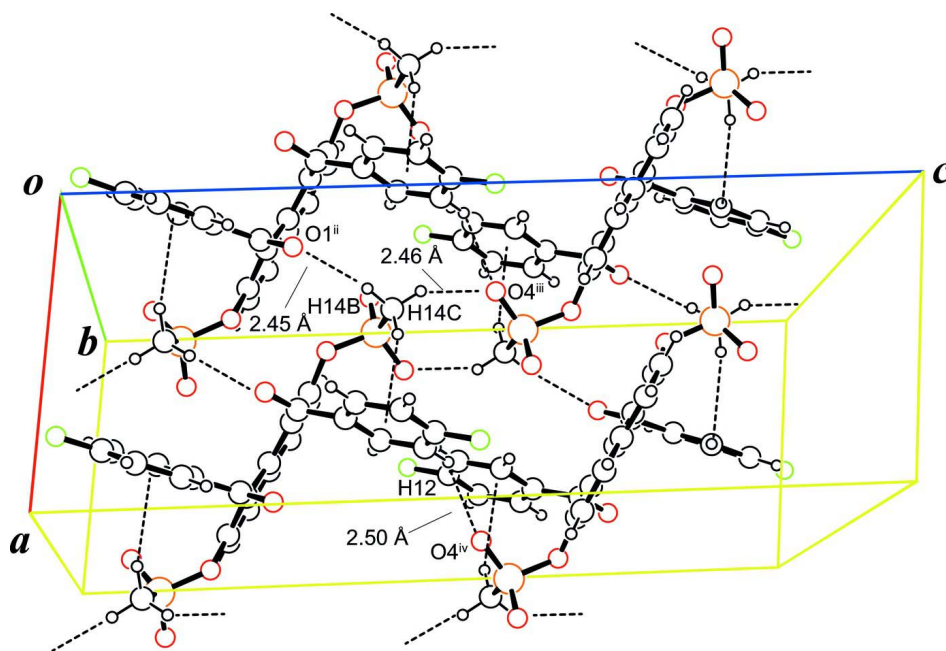 o
c
O1ⁱⁱ
2.46 Å
H14B
H14C
O4ⁱⁱⁱ
2.45 Å
b
H12
a
2.50 Å
O4ⁱᵛ